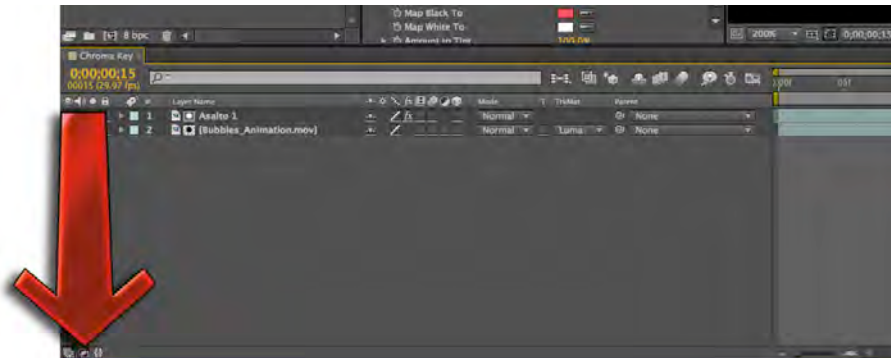 Map Black To
8 bpc
Map White To
Amount to Tint 100.0%
200% 0;00;00;15
Chroma Key
0;00;00;15
00015 (29.97 fps)
# Layer Name Mode T TrkMat Parent
1 Asalto 1 Normal None
2 [Bubbles_Animation.mov] Normal Luma None
05f